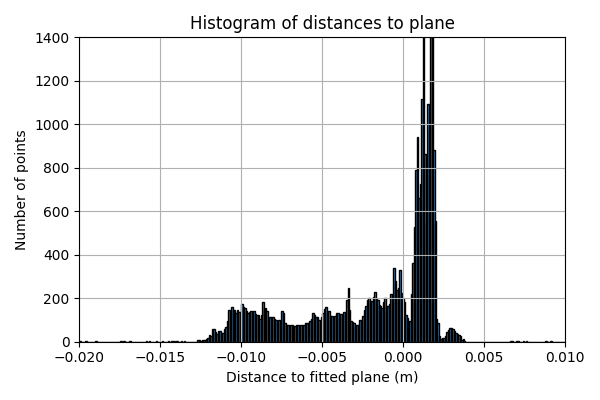 Histogram of distances to plane
1400
1200
1000
800
600
400
200
0
Number of points
−0.020 −0.015 −0.010 −0.005 0.000 0.005 0.010
Distance to fitted plane (m)